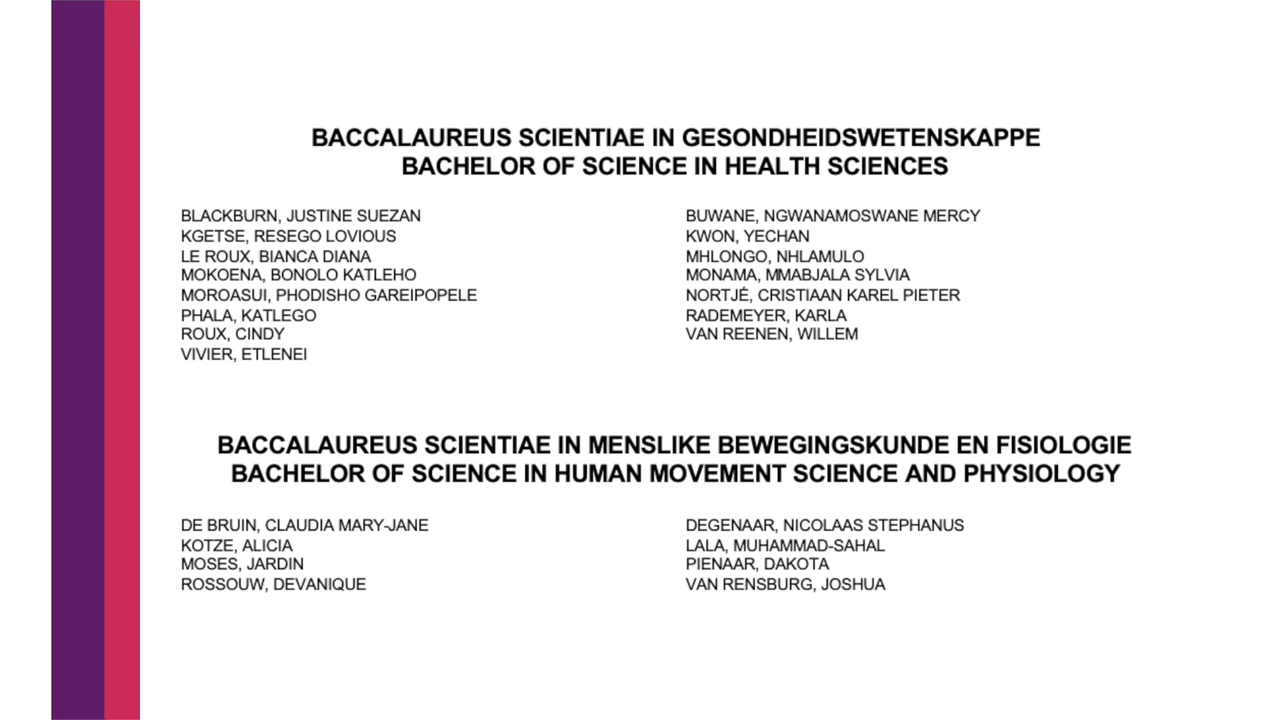 BACCALAUREUS SCIENTIAE IN GESONDHEIDSWETENSKAPPE
BACHELOR OF SCIENCE IN HEALTH SCIENCES
BLACKBURN, JUSTINE SUEZAN
KGETSE, RESEGO LOVIOUS
LE ROUX, BIANCA DIANA
MOKOENA, BONOLO KATLEHO
MOROASUI, PHODISHO GAREIPOPELE
PHALA, KATLEGO
ROUX, CINDY
VIVIER, ETLENEI
BUWANE, NGWANAMOSWANE MERCY
KWON, YECHAN
MHLONGO, NHLAMULO
MONAMA, MMABJALA SYLVIA
NORTJÉ, CRISTIAAN KAREL PIETER
RADEMEYER, KARLA
VAN REENEN, WILLEM
BACCALAUREUS SCIENTIAE IN MENSLIKE BEWEGINGSKUNDE EN FISIOLOGIE
BACHELOR OF SCIENCE IN HUMAN MOVEMENT SCIENCE AND PHYSIOLOGY
DE BRUIN, CLAUDIA MARY-JANE
KOTZE, ALICIA
MOSES, JARDIN
ROSSOUW, DEVANIQUE
DEGENAAR, NICOLAAS STEPHANUS
LALA, MUHAMMAD-SAHAL
PIENAAR, DAKOTA
VAN RENSBURG, JOSHUA